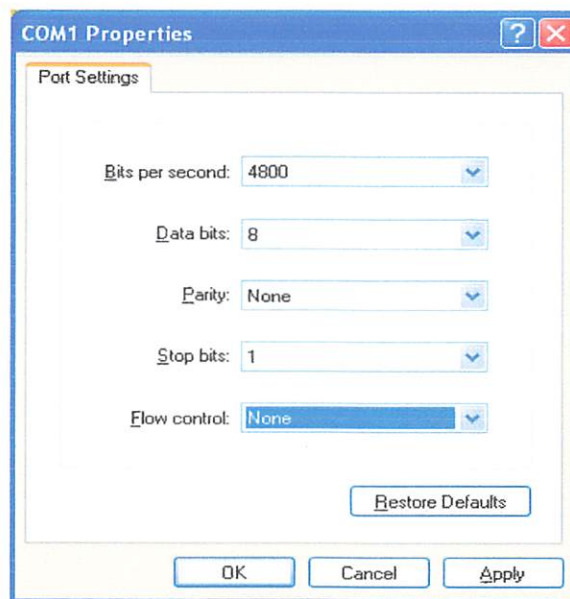 COM1 Properties
Port Settings
Bits per second: 4800
Data bits: 8
Parity: None
Stop bits: 1
Flow control: None
Restore Defaults
OK Cancel Apply